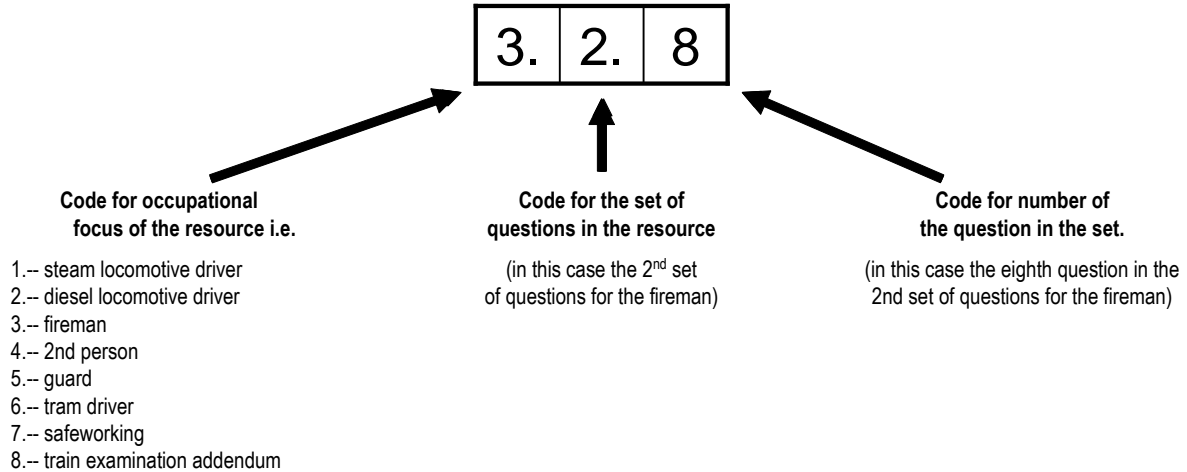 3. 2. 8
Code for occupational
focus of the resource i.e.
1.-- steam locomotive driver
2.-- diesel locomotive driver
3.-- fireman
4.-- 2nd person
5.-- guard
6.-- tram driver
7.-- safeworking
8.-- train examination addendum
Code for the set of
questions in the resource
(in this case the 2nd set
of questions for the fireman)
Code for number of
the question in the set.
(in this case the eighth question in the
2nd set of questions for the fireman)